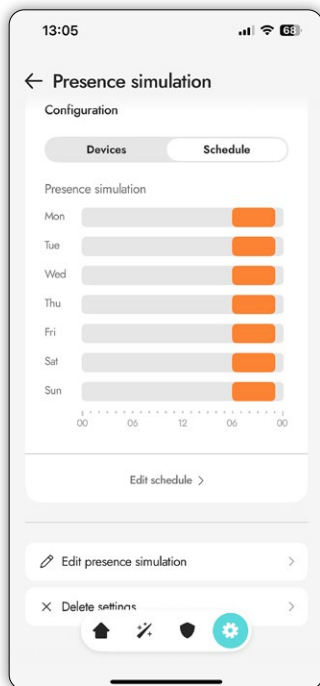 13:05 68
Presence simulation
Configuration
Devices Schedule
Presence simulation
Mon
Tue
Wed
Thu
Fri
Sat
Sun
00 06 12 06 00
Edit schedule
Edit presence simulation
Delete settings